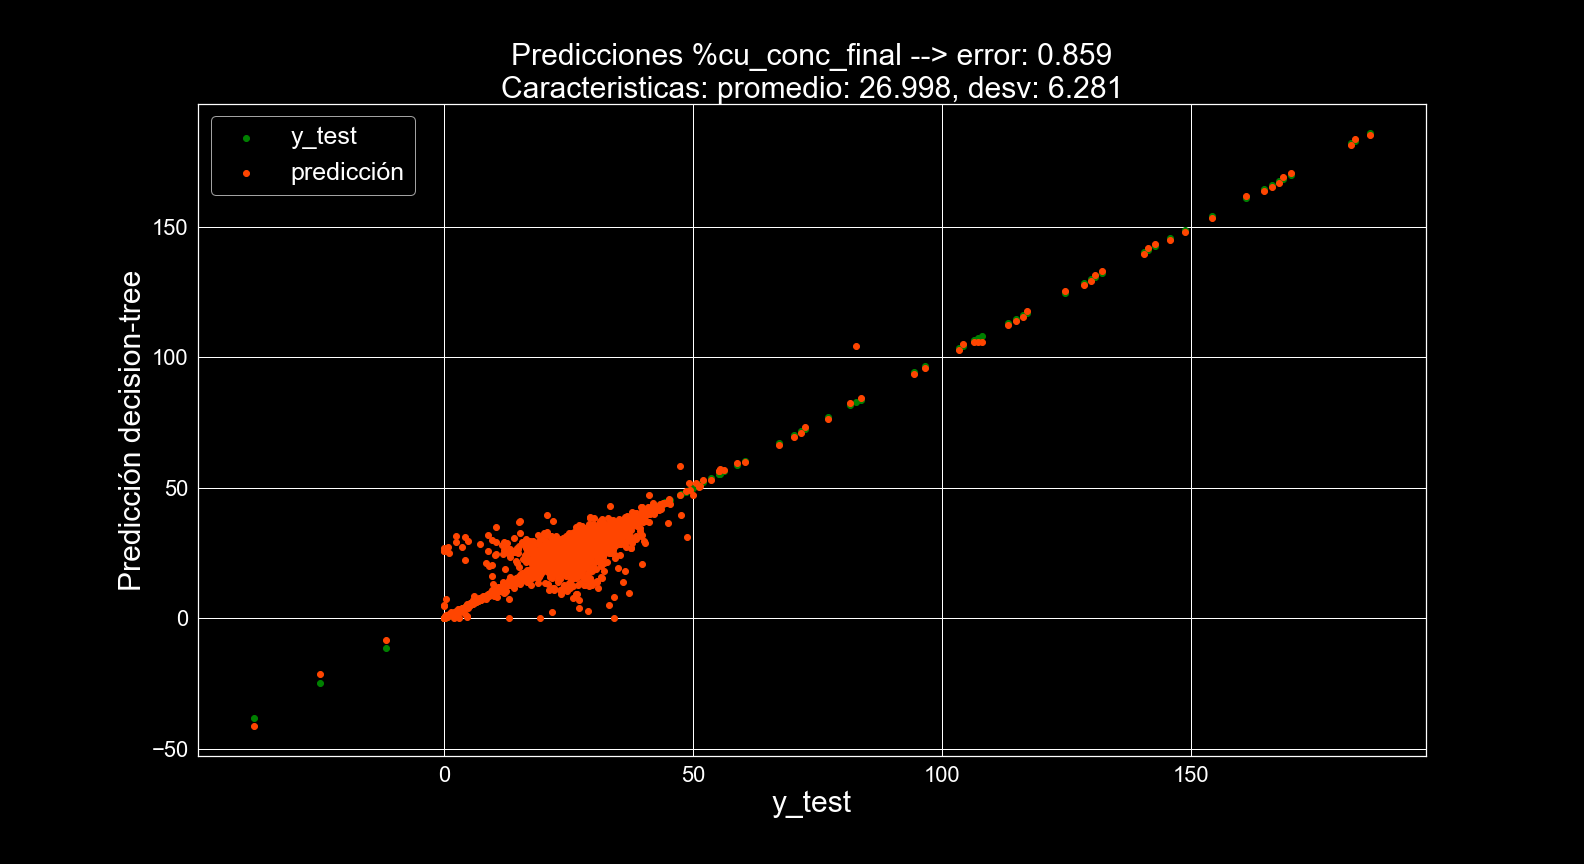 Predicciones %cu_conc_final --> error: 0.859
Caracteristicas: promedio: 26.998, desv: 6.281
y_test
predicción
Predicción decision-tree
150
100
50
0
−50
0
50
100
150
y_test